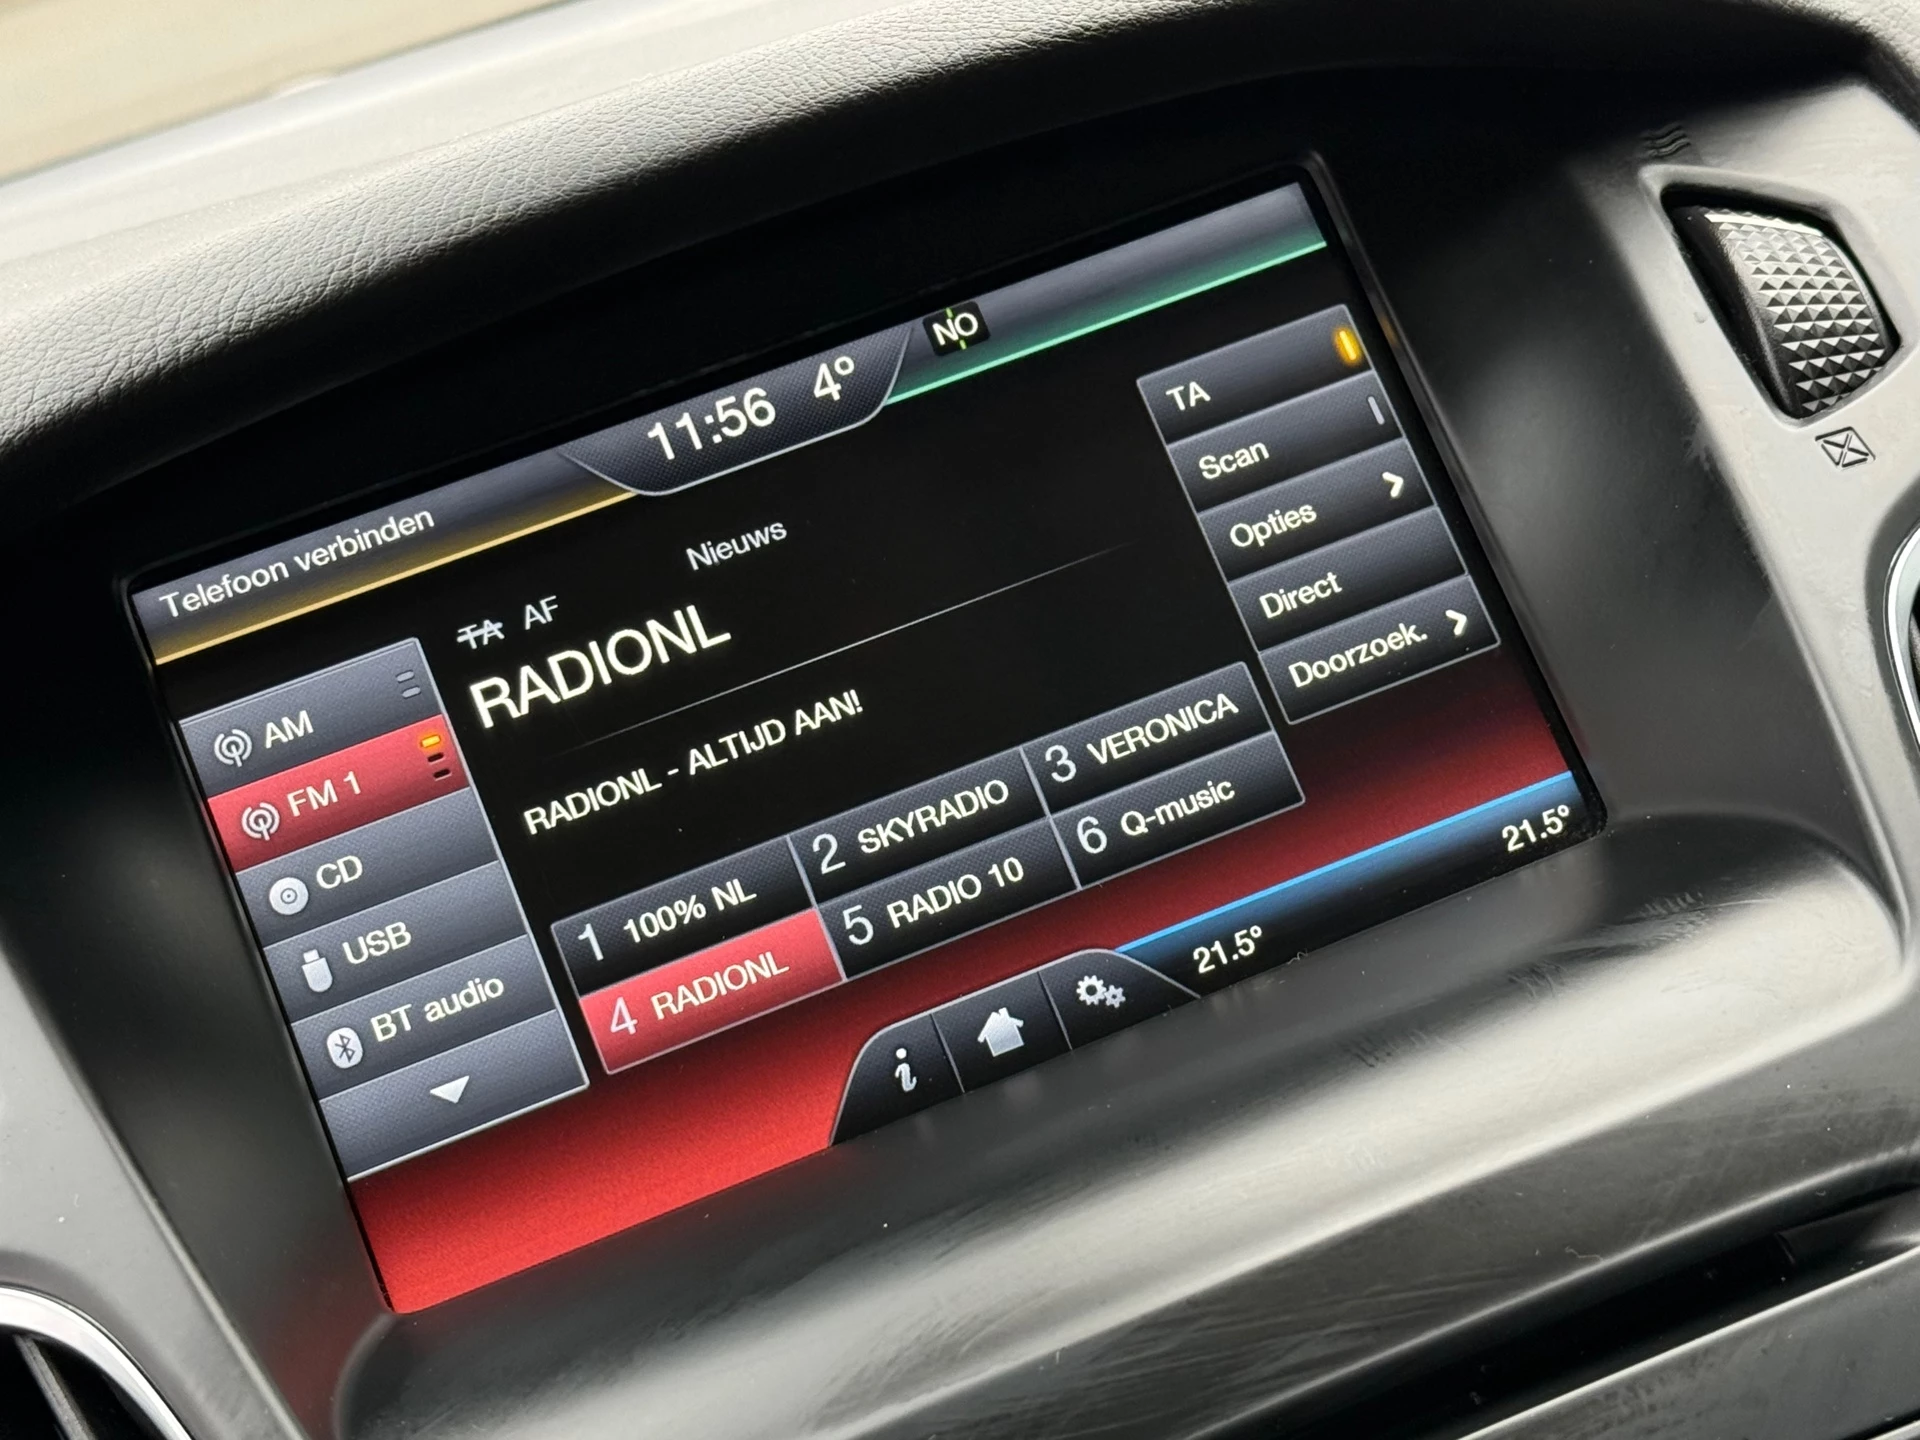 Telefoon verbinden
11:56 4°
NO
Nieuws
TA AF
RADIONL
RADIONL - ALTIJD AAN!
AM
FM 1
CD
USB
BT audio
TA
Scan
Opties
Direct
Doorzoek.
1 100% NL
2 SKYRADIO
3 VERONICA
4 RADIONL
5 RADIO 10
6 Q-music
i
21.5°
21.5°